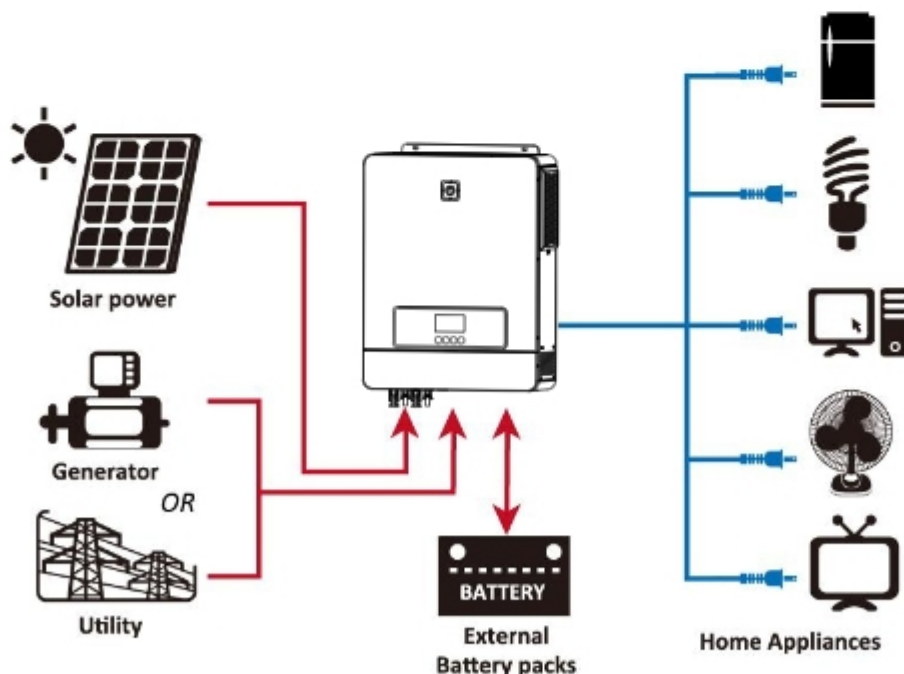 Solar power
Generator
OR
Utility
BATTERY
External
Battery packs
Home Appliances